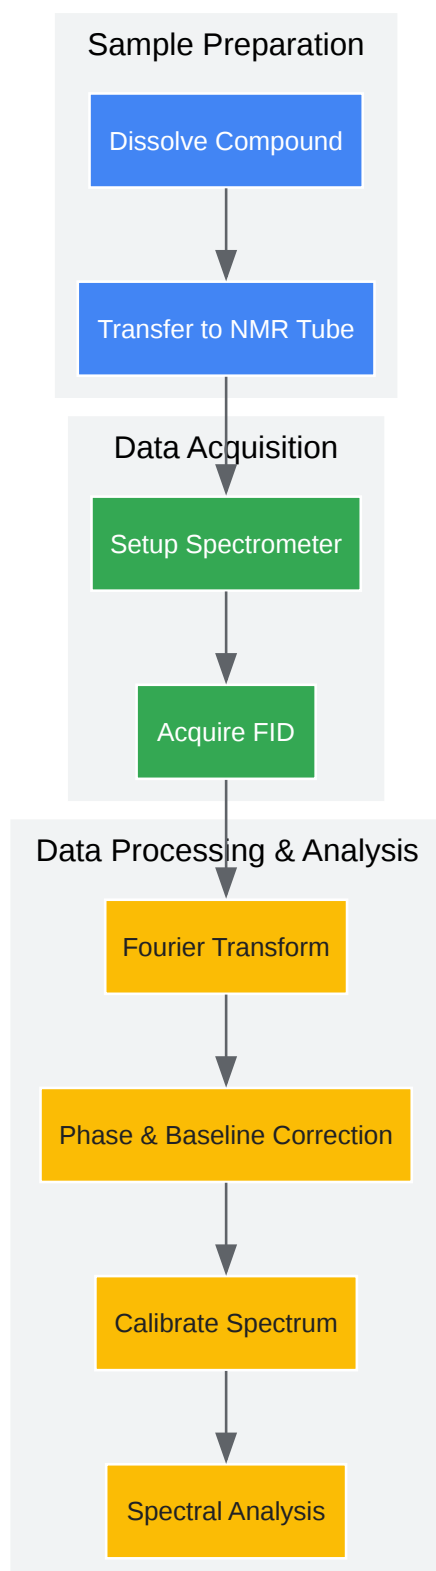 Sample Preparation
Dissolve Compound
Transfer to NMR Tube
Data Acquisition
Setup Spectrometer
Acquire FID
Data Processing & Analysis
Fourier Transform
Phase & Baseline Correction
Calibrate Spectrum
Spectral Analysis